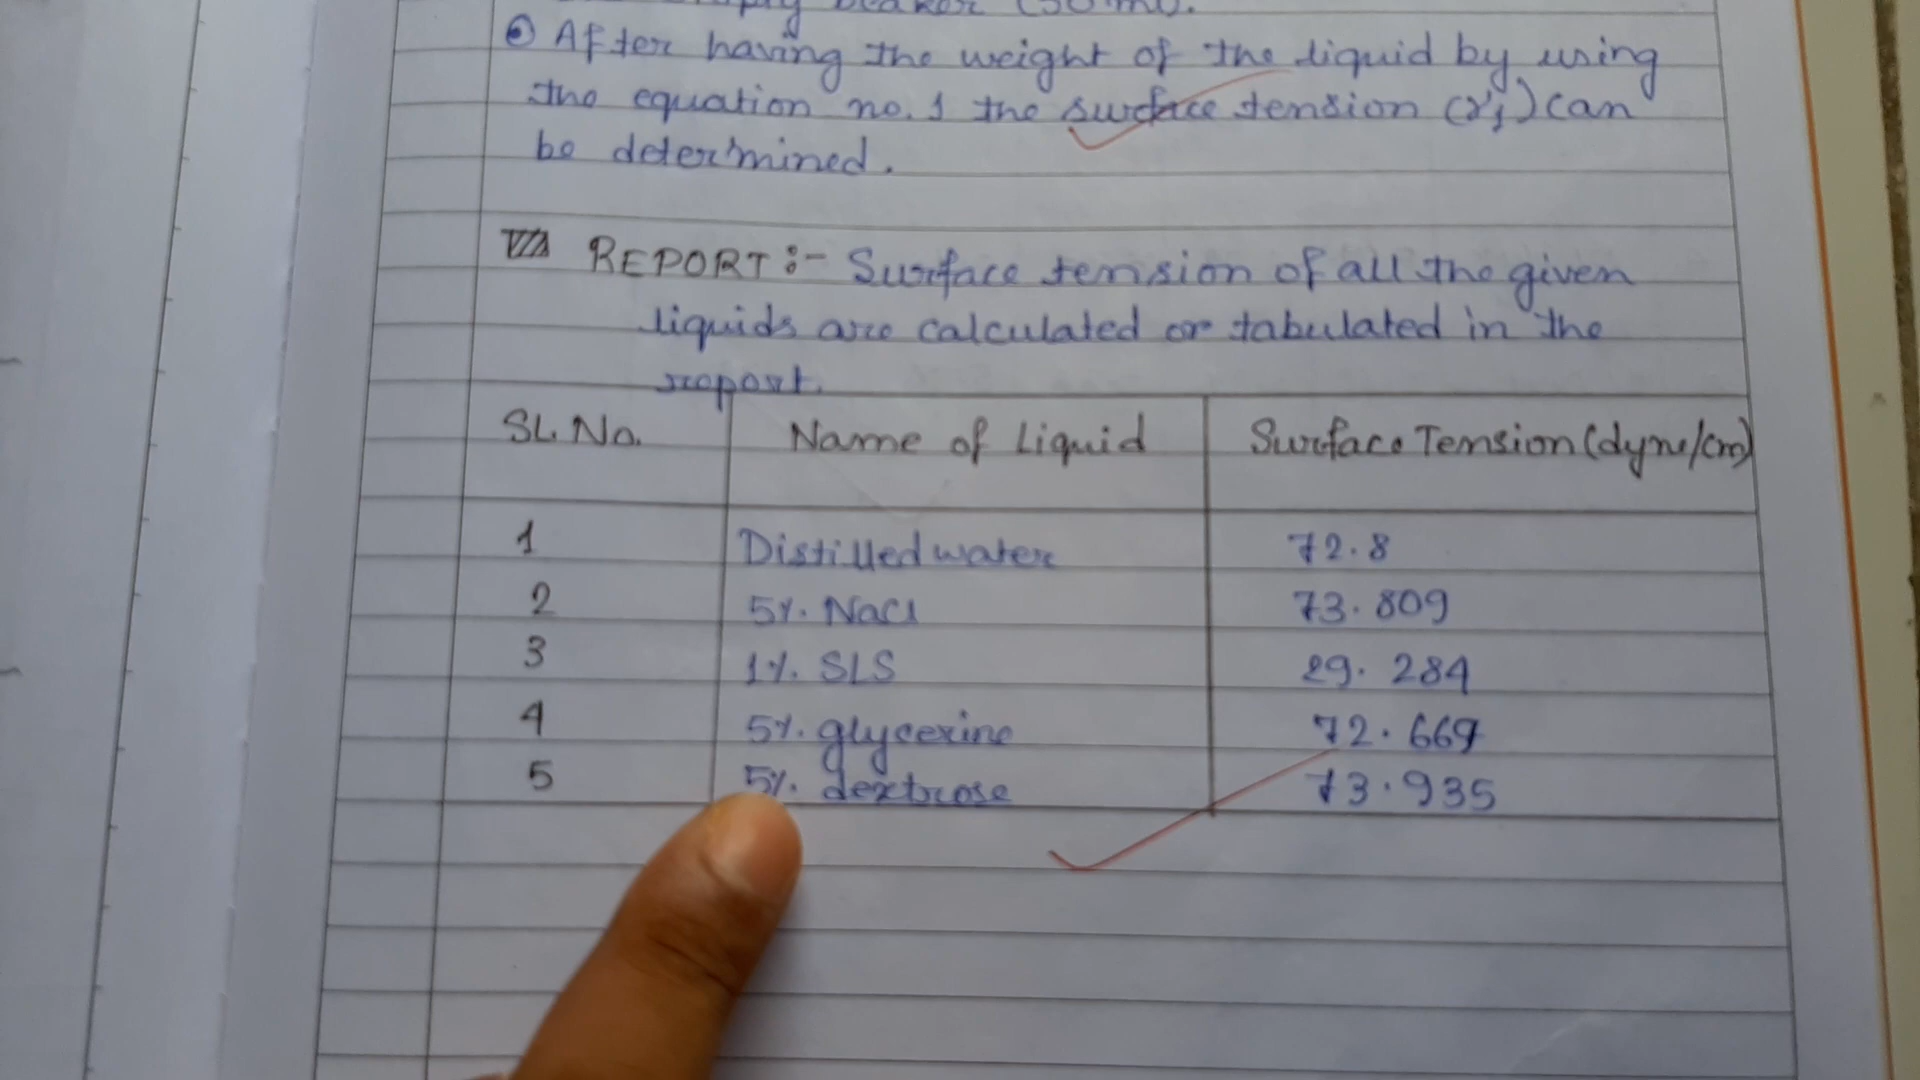 beaker (50 ml).
⑥ After having the weight of the liquid by using
the equation no. 1 the surface tension (γ1) can
be determined.
VII REPORT :- Surface tension of all the given
liquids are calculated or tabulated in the
report.
SL. No. Name of Liquid Surface Tension (dyne/cm)
1 Distilled water 72.8
2 5%. NaCl 73.809
3 1%. SLS 29.284
4 5%. glycerine 72.669
5 5%. dextrose 73.935